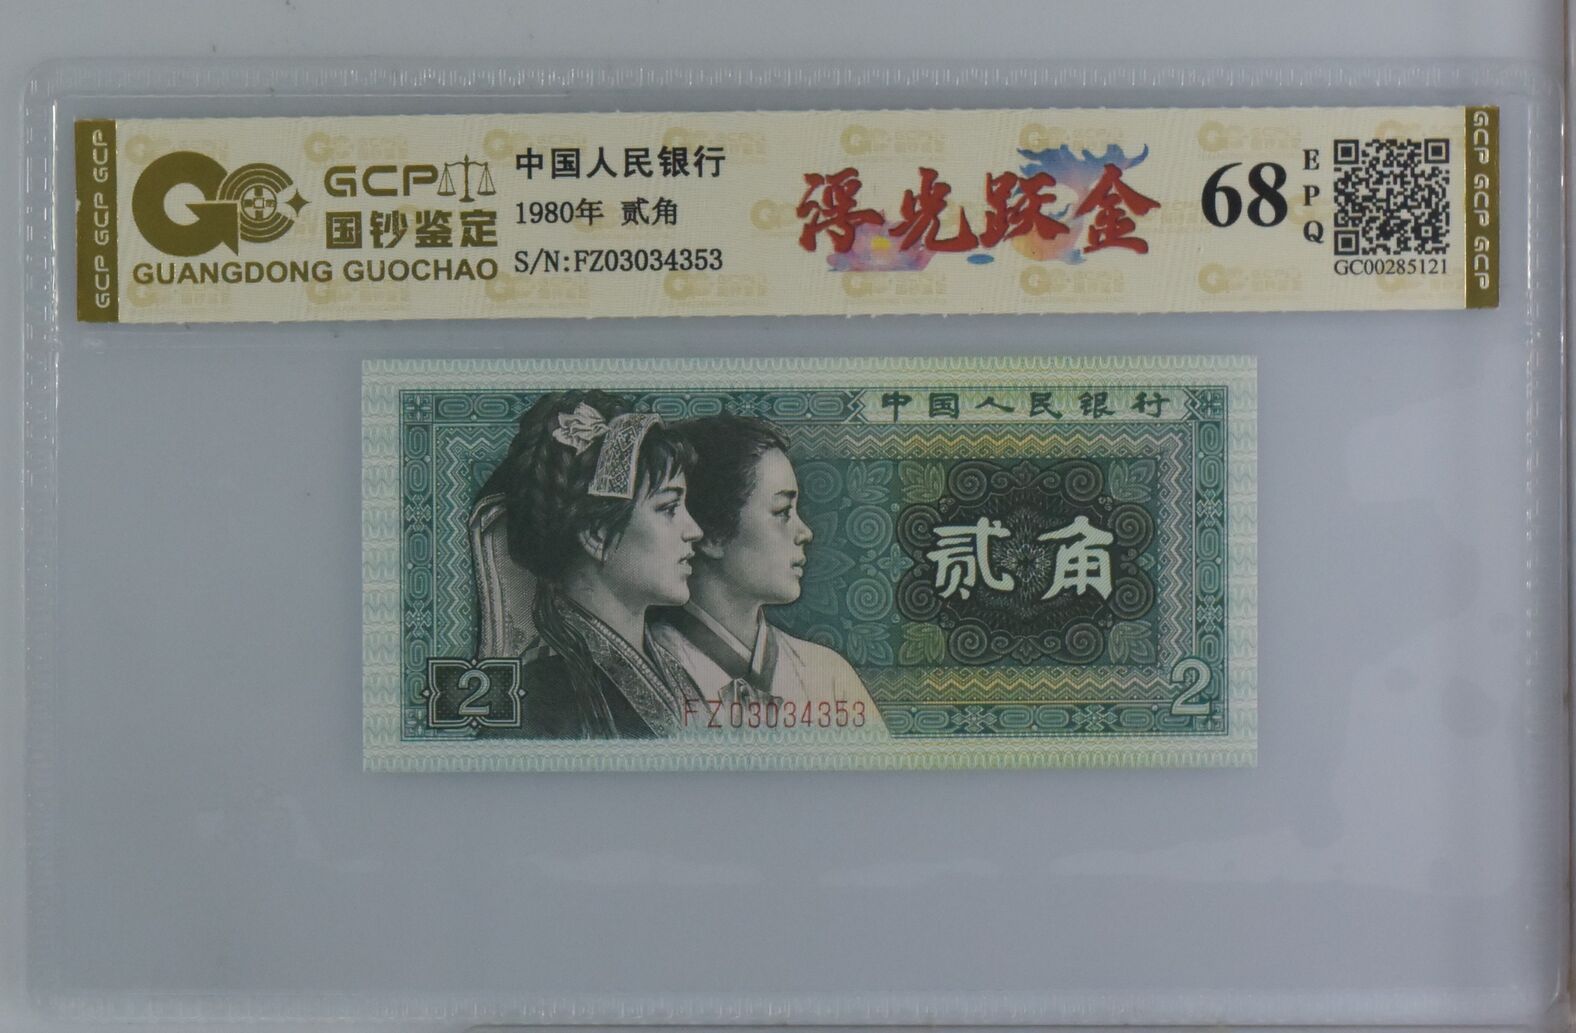 GCP GCP GCP
GCP
国钞鉴定
GUANGDONG GUOCHAO
中国人民银行
1980年 贰角
S/N:FZ03034353
浮光跃金
68
EPQ
GC00285121
GCP GCP GCP
中国人民银行
贰角
2
FZ03034353
2